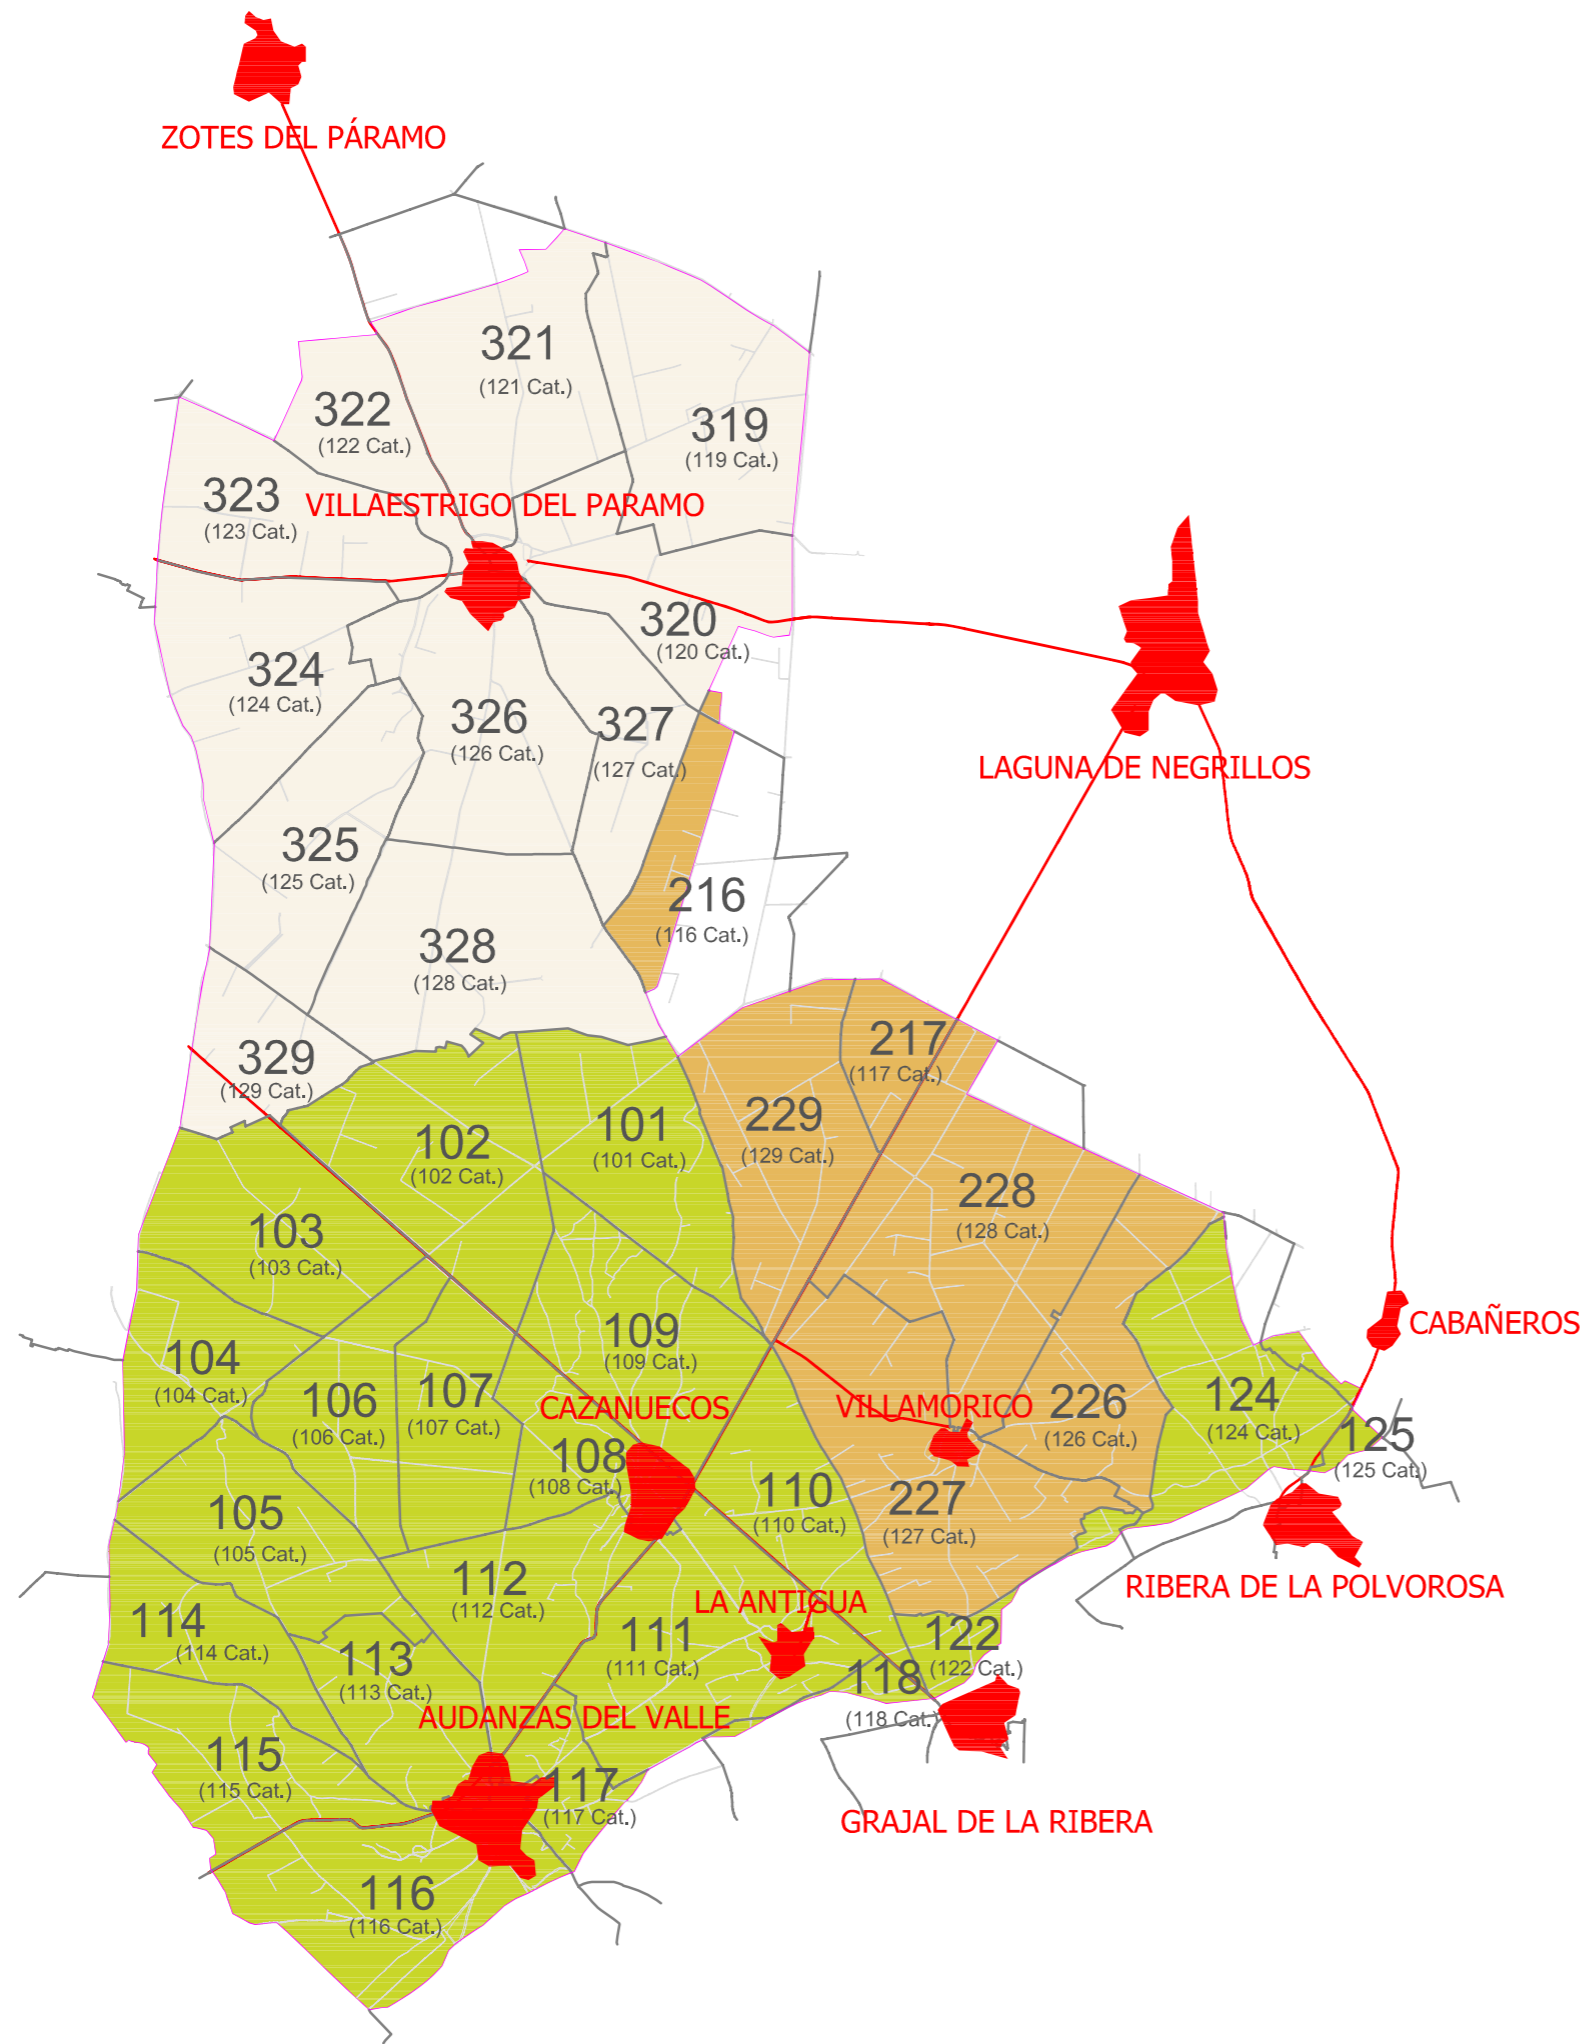 ZOTES DEL PÁRAMO
321
(121 Cat.)
322
(122 Cat.)
319
(119 Cat.)
323
(123 Cat.)
VILLAESTRIGO DEL PARAMO
320
(120 Cat.)
324
(124 Cat.)
326
(126 Cat.)
327
(127 Cat.)
LAGUNA DE NEGRILLOS
325
(125 Cat.)
216
(116 Cat.)
328
(128 Cat.)
329
(129 Cat.)
217
(117 Cat.)
229
(129 Cat.)
101
(101 Cat.)
102
(102 Cat.)
228
(128 Cat.)
103
(103 Cat.)
109
(109 Cat.)
CABAÑEROS
104
(104 Cat.)
106
(106 Cat.)
107
(107 Cat.)
CAZANUECOS
VILLAMORICO
226
(126 Cat.)
124
(124 Cat.)
125
(125 Cat.)
108
(108 Cat.)
110
(110 Cat.)
227
(127 Cat.)
105
(105 Cat.)
RIBERA DE LA POLVOROSA
112
(112 Cat.)
LA ANTIGUA
114
(114 Cat.)
113
(113 Cat.)
111
(111 Cat.)
122
(122 Cat.)
118
(118 Cat.)
AUDANZAS DEL VALLE
115
(115 Cat.)
117
(117 Cat.)
GRAJAL DE LA RIBERA
116
(116 Cat.)